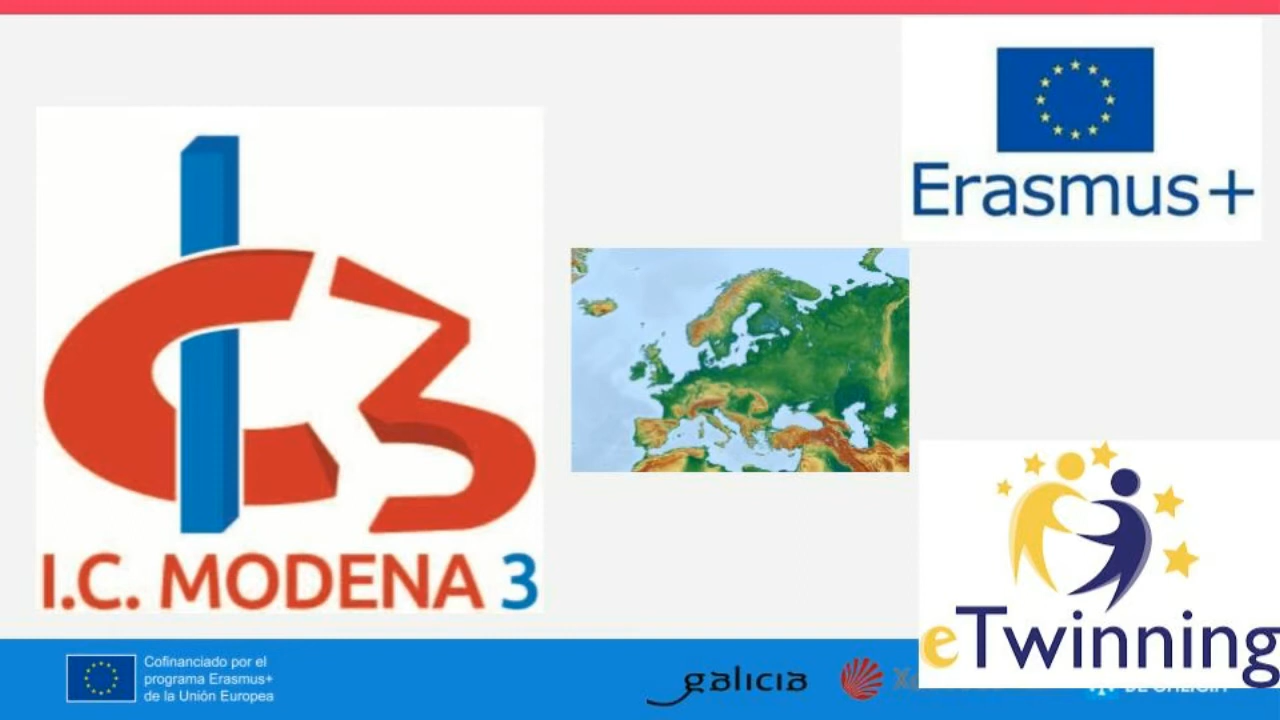 Erasmus+
I.C. MODENA 3
eTwinning
Cofinanciado por el
programa Erasmus+
de la Unión Europea
galicia